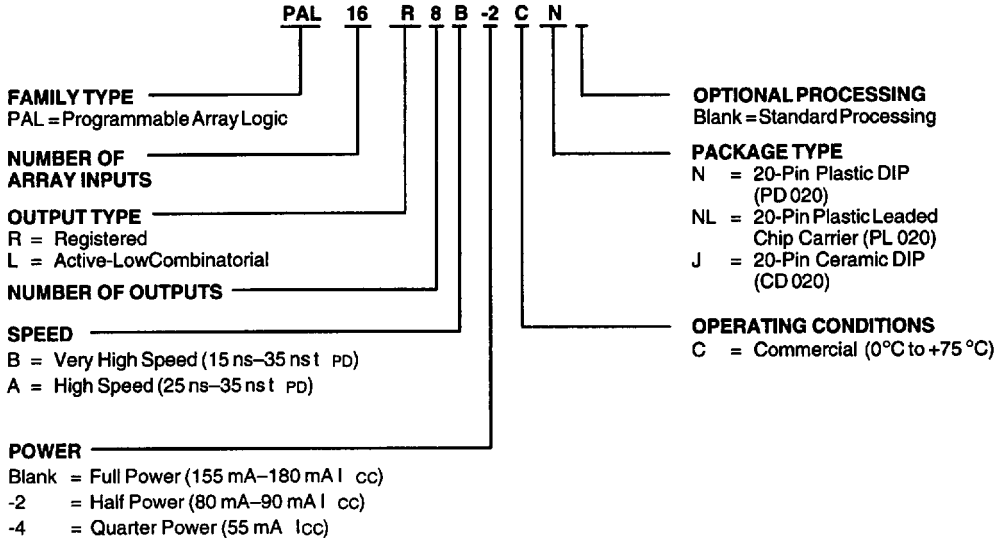 PAL 16 R 8 B -2 C N
FAMILY TYPE
PAL = Programmable Array Logic
NUMBER OF
ARRAY INPUTS
OUTPUT TYPE
R = Registered
L = Active-Low Combinatorial
NUMBER OF OUTPUTS
SPEED
B = Very High Speed (15 ns–35 ns t PD)
A = High Speed (25 ns–35 ns t PD)
POWER
Blank = Full Power (155 mA–180 mA I CC)
-2 = Half Power (80 mA–90 mA I CC)
-4 = Quarter Power (55 mA ICC)
OPTIONAL PROCESSING
Blank = Standard Processing
PACKAGE TYPE
N = 20-Pin Plastic DIP
(PD 020)
NL = 20-Pin Plastic Leaded
Chip Carrier (PL 020)
J = 20-Pin Ceramic DIP
(CD 020)
OPERATING CONDITIONS
C = Commercial (0°C to +75 °C)